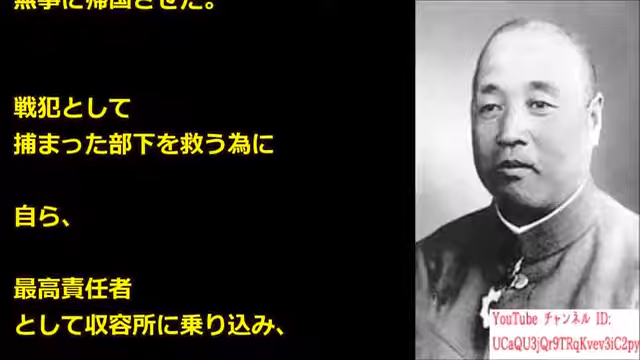 無事に帰国させた。
戦犯として
捕まった部下を救う為に
自ら、
最高責任者
として収容所に乗り込み、
YouTube チャンネル ID:
UCaQU3jQr9TRqKvev3iC2py